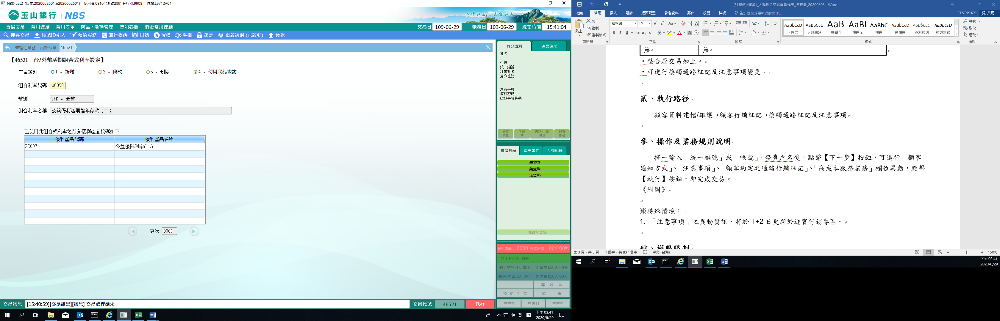 NBS-uat2 (版本:2020062601.b2020062601) 使用者:08104(測試239) 分行別:9908 工作站:L9712A04
玉山銀行 | NBS
心清如玉 義重如山
自選交易 常用連結 常用表單 商品 / 活動管理 智能客服 消金常用連結
交易日 109-06-29 帳務日 109-06-29 現在時間 15:41:04
搜尋交易 帳號ID引入 預約服務 蒞行提醒 日誌 授權 廣播 鎖定 重啟週邊 (已啟動) 簽退
管理性業務 內部作業 46521
【46521 台/外幣活期組合式利率設定】
作業類別 1 - 新增 2 - 修改 3 - 刪除 4 - 使用狀態查詢
組合利率代碼 00050
幣別 TWD - 臺幣
組合利率名稱 公益優利活期儲蓄存款（二）
已使用此組合式利率之所有優利產品代碼如下
優利產品代碼 優利產品名稱
ZC007 公益優儲利率(二)
頁次 0001
交易訊息 [15:40:59][交易訊息][訊息] 交易處理結束
交易代號 46521 執行
身分識別 產品往來
姓名
生日
統一編號
理專姓名
身分註記
注意事項
簡訊密碼
近期事故異動
顧客資訊 手續費 通路/共同行銷 顧客影像
推薦商品 重要事件 互動記錄
無資料
無資料
無資料
一般轉介登錄
服務號碼： 0000 等候時間： 00分00秒
V I P:0人 00分
個人交易:0人 00分 企業交易:0人 00分
開戶/申請:0人 00分 外匯業務:0人 00分
再 呼 叫
預 約 叫 號 結 束
無資料 無資料 無資料
英
下午 03:41
2020/6/29
(F1範例)46301_大額現金交易申報作業_陳菀儀_20200803 - Word
檔案 常用 插入 設計 版面配置 參考資料 郵件 校閱 檢視 告訴我您想要執行的動作... TEST19189 共用
貼上 剪下 複製 複製格式
標楷體 12
B I U abc x₂ x²
AaBbCcD AaBbCcD AaB AaBl AaBbC AaBbCcD AaBbCcD AaBbCcD
內文 無間距 標題 1 標題 2 標題 副標題 區別強調 強調斜體
尋找 取代 選取
剪貼簿 字型 段落 樣式 編輯
無 無
・整合原交易如上。
・可進行接觸通路註記及注意事項變更。
貳、執行路徑
顧客資料建檔/維護→顧客行銷註記→接觸通路註記及注意事項
參、操作及業務規則說明
擇一輸入「統一編號」或「帳號」，發查戶名後，點擊【下一步】按鈕，可進行「顧客
通知方式」、「注意事項」、「顧客約定之通路行銷註記」、「高成本服務業務」欄位異動，點擊
【執行】按鈕，即完成交易。
《附圖》
※特殊情境：
1. 「注意事項」之異動資訊，將於 T+2 日更新於迎賓行銷專區。
肆、權限限制
第 3 頁，共 3 頁 4 個字，共 837 個字 中文 (台灣) 150%
下午 03:41
2020/6/29